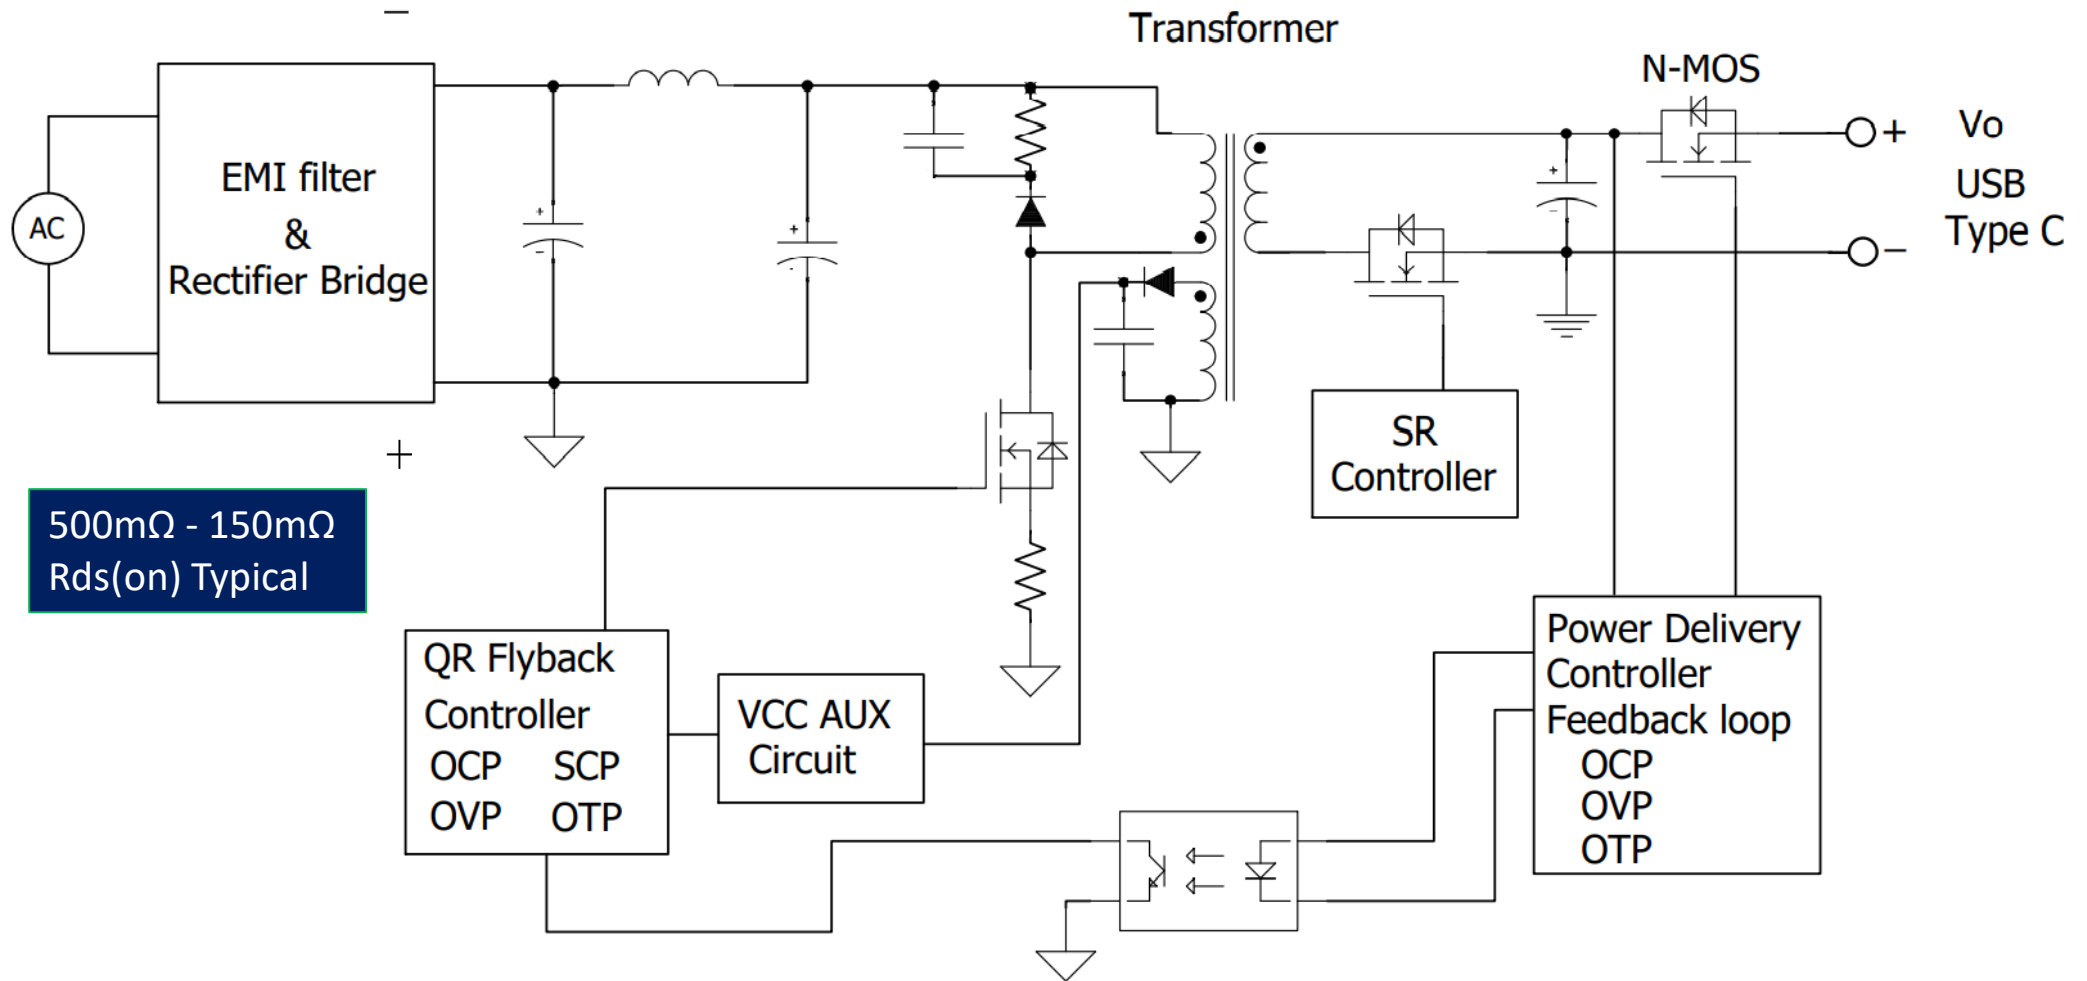 −
Transformer
N-MOS
EMI filter
&
Rectifier Bridge
AC
+
−
+
-
+
−
+
Vo
USB
Type C
−
+
500mΩ - 150mΩ
Rds(on) Typical
SR
Controller
QR Flyback
Controller
OCP SCP
OVP OTP
VCC AUX
Circuit
Power Delivery
Controller
Feedback loop
OCP
OVP
OTP